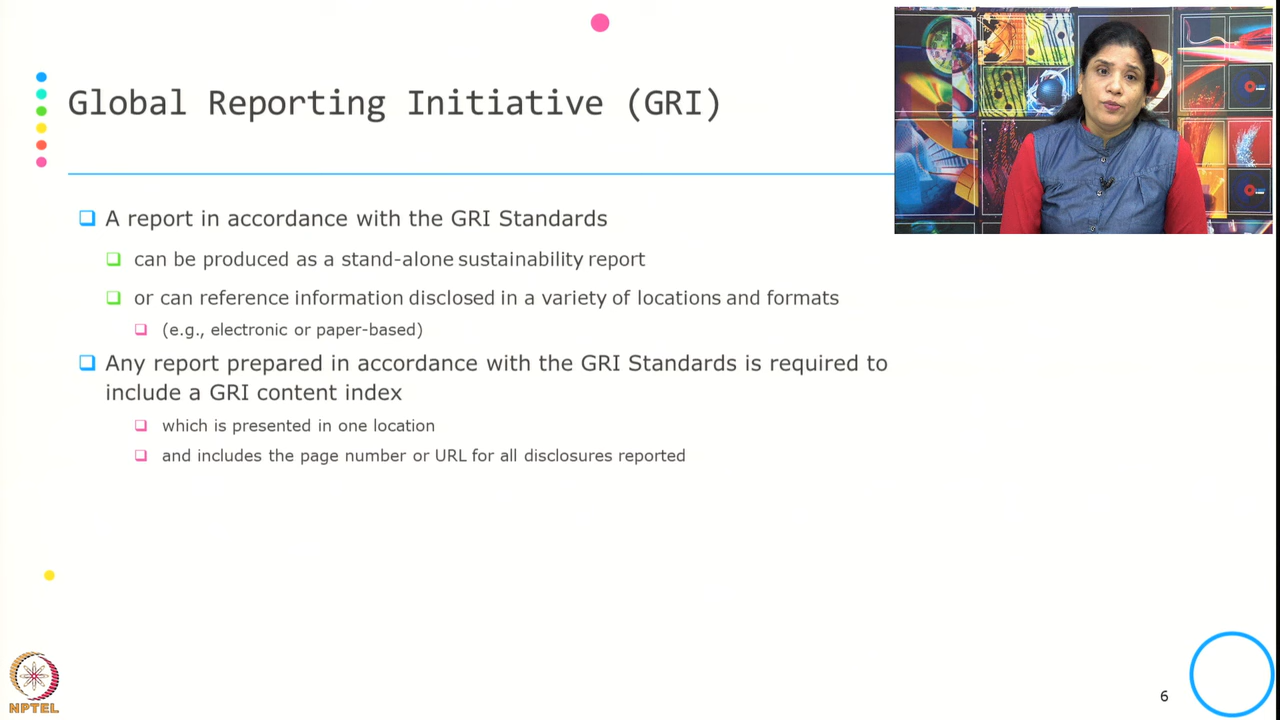 Global Reporting Initiative (GRI)
A report in accordance with the GRI Standards
can be produced as a stand-alone sustainability report
or can reference information disclosed in a variety of locations and formats
(e.g., electronic or paper-based)
Any report prepared in accordance with the GRI Standards is required to
include a GRI content index
which is presented in one location
and includes the page number or URL for all disclosures reported
NPTEL
6